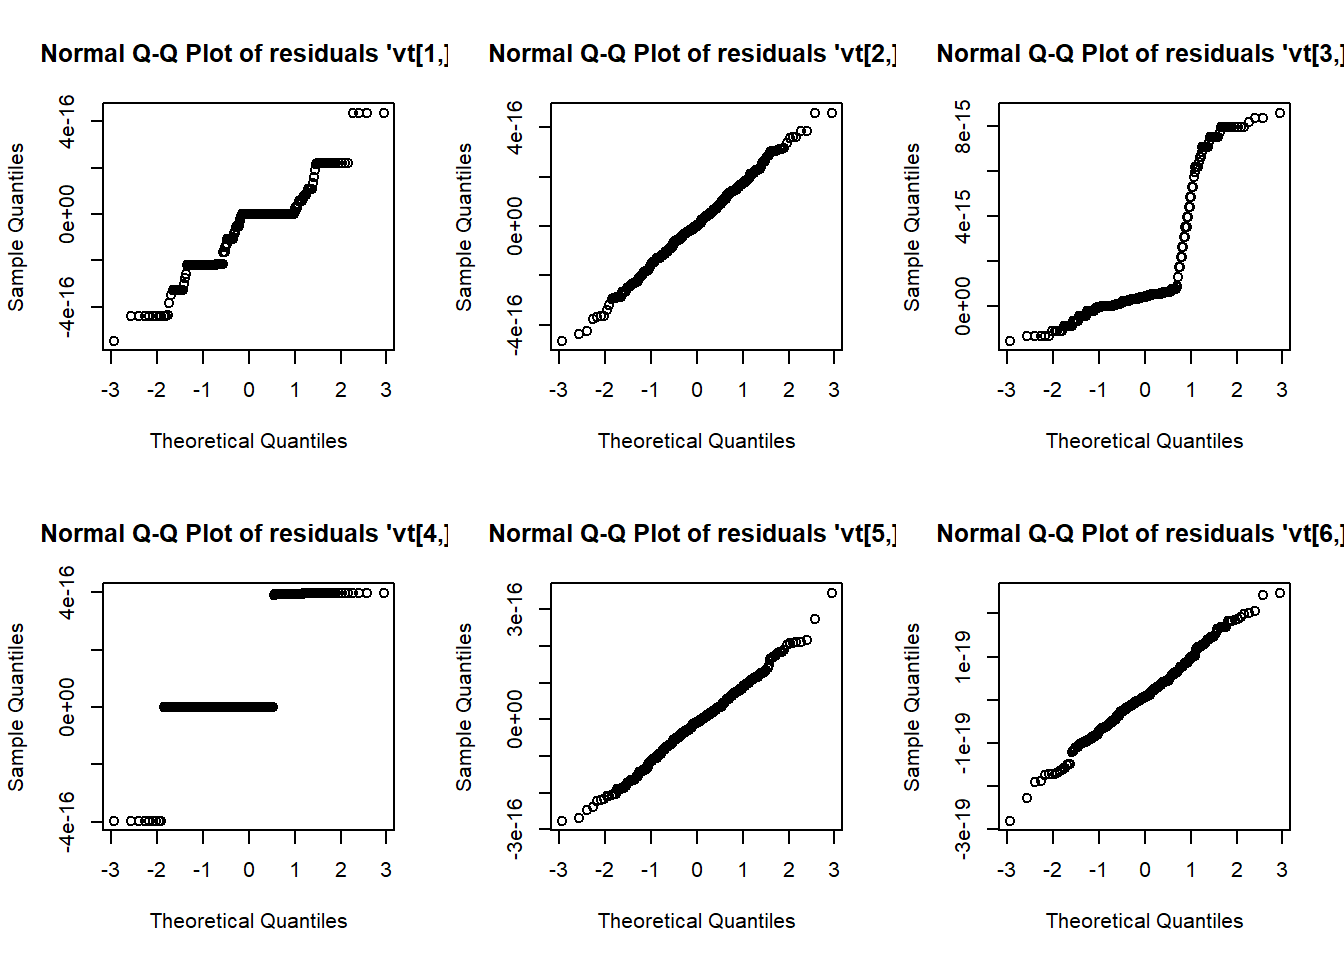 Normal Q-Q Plot of residuals 'vt[1,]
Sample Quantiles
4e-16
0e+00
-4e-16
-3 -2 -1 0 1 2 3
Theoretical Quantiles
Normal Q-Q Plot of residuals 'vt[2,]
Sample Quantiles
4e-16
0e+00
-4e-16
-3 -2 -1 0 1 2 3
Theoretical Quantiles
Normal Q-Q Plot of residuals 'vt[3,]
Sample Quantiles
8e-15
4e-15
0e+00
-3 -2 -1 0 1 2 3
Theoretical Quantiles
Normal Q-Q Plot of residuals 'vt[4,]
Sample Quantiles
4e-16
0e+00
-4e-16
-3 -2 -1 0 1 2 3
Theoretical Quantiles
Normal Q-Q Plot of residuals 'vt[5,]
Sample Quantiles
3e-16
0e+00
-3e-16
-3 -2 -1 0 1 2 3
Theoretical Quantiles
Normal Q-Q Plot of residuals 'vt[6,]
Sample Quantiles
1e-19
-1e-19
-3e-19
-3 -2 -1 0 1 2 3
Theoretical Quantiles